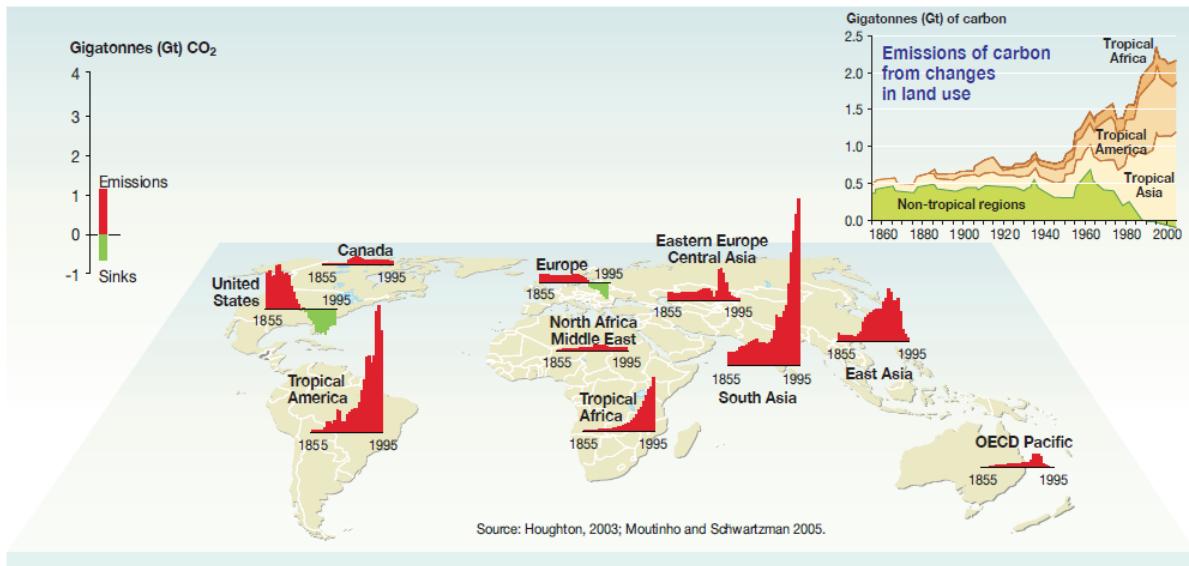 Gigatonnes (Gt) CO₂
4
3
2
1
0
-1
Emissions
Sinks
Gigatonnes (Gt) of carbon
2.5
2.0
1.5
1.0
0.5
0.0
Emissions of carbon
from changes
in land use
Tropical
Africa
Tropical
America
Tropical
Asia
Non-tropical regions
1860 1880 1900 1920 1940 1960 1980 2000
Canada
1855 1995
United
States
1855 1995
Europe
1855 1995
Eastern Europe
Central Asia
1855 1995
North Africa
Middle East
1855 1995
Tropical
America
1855 1995
Tropical
Africa
1855 1995
1855 1995
South Asia
1855 1995
East Asia
OECD Pacific
1855 1995
Source: Houghton, 2003; Moutinho and Schwartzman 2005.